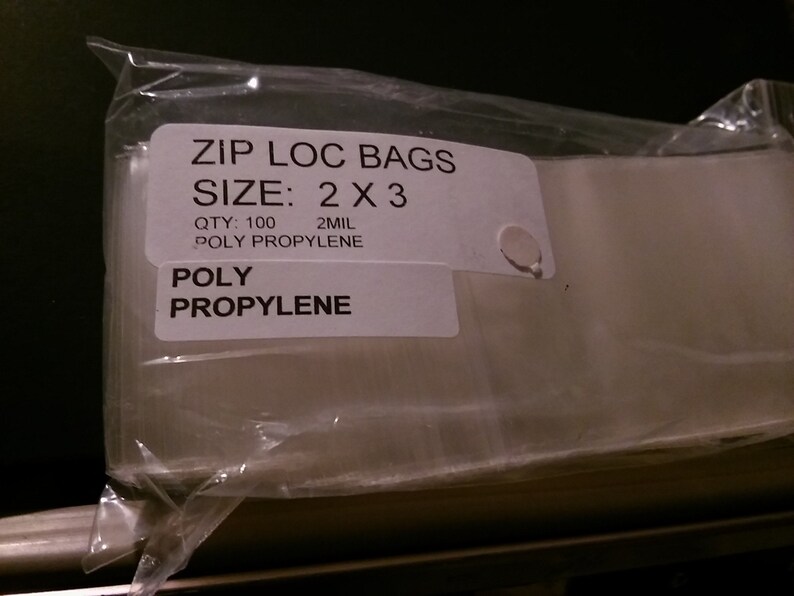 ZIP LOC BAGS
SIZE: 2 X 3
QTY: 100 2MIL
POLY PROPYLENE
POLY
PROPYLENE